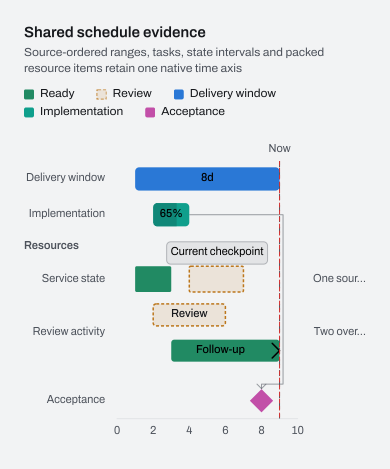 Shared schedule evidence
Source-ordered ranges, tasks, state intervals and packed
resource items retain one native time axis
Ready Review Delivery window
Implementation Acceptance
Now
Delivery window 8d
Implementation 65%
Resources
Current checkpoint
Service state One sour...
Review
Review activity Two over...
Follow-up
Acceptance
0 2 4 6 8 10